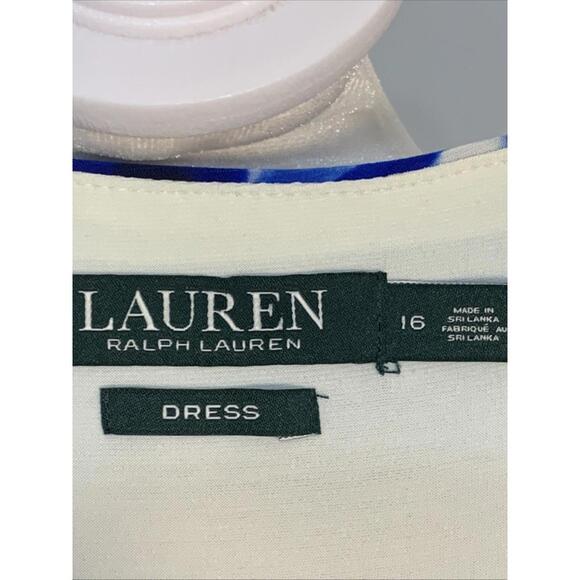 LAUREN
RALPH LAUREN
16
MADE IN
SRI LANKA
FABRIQUÉ AU
SRI LANKA
DRESS